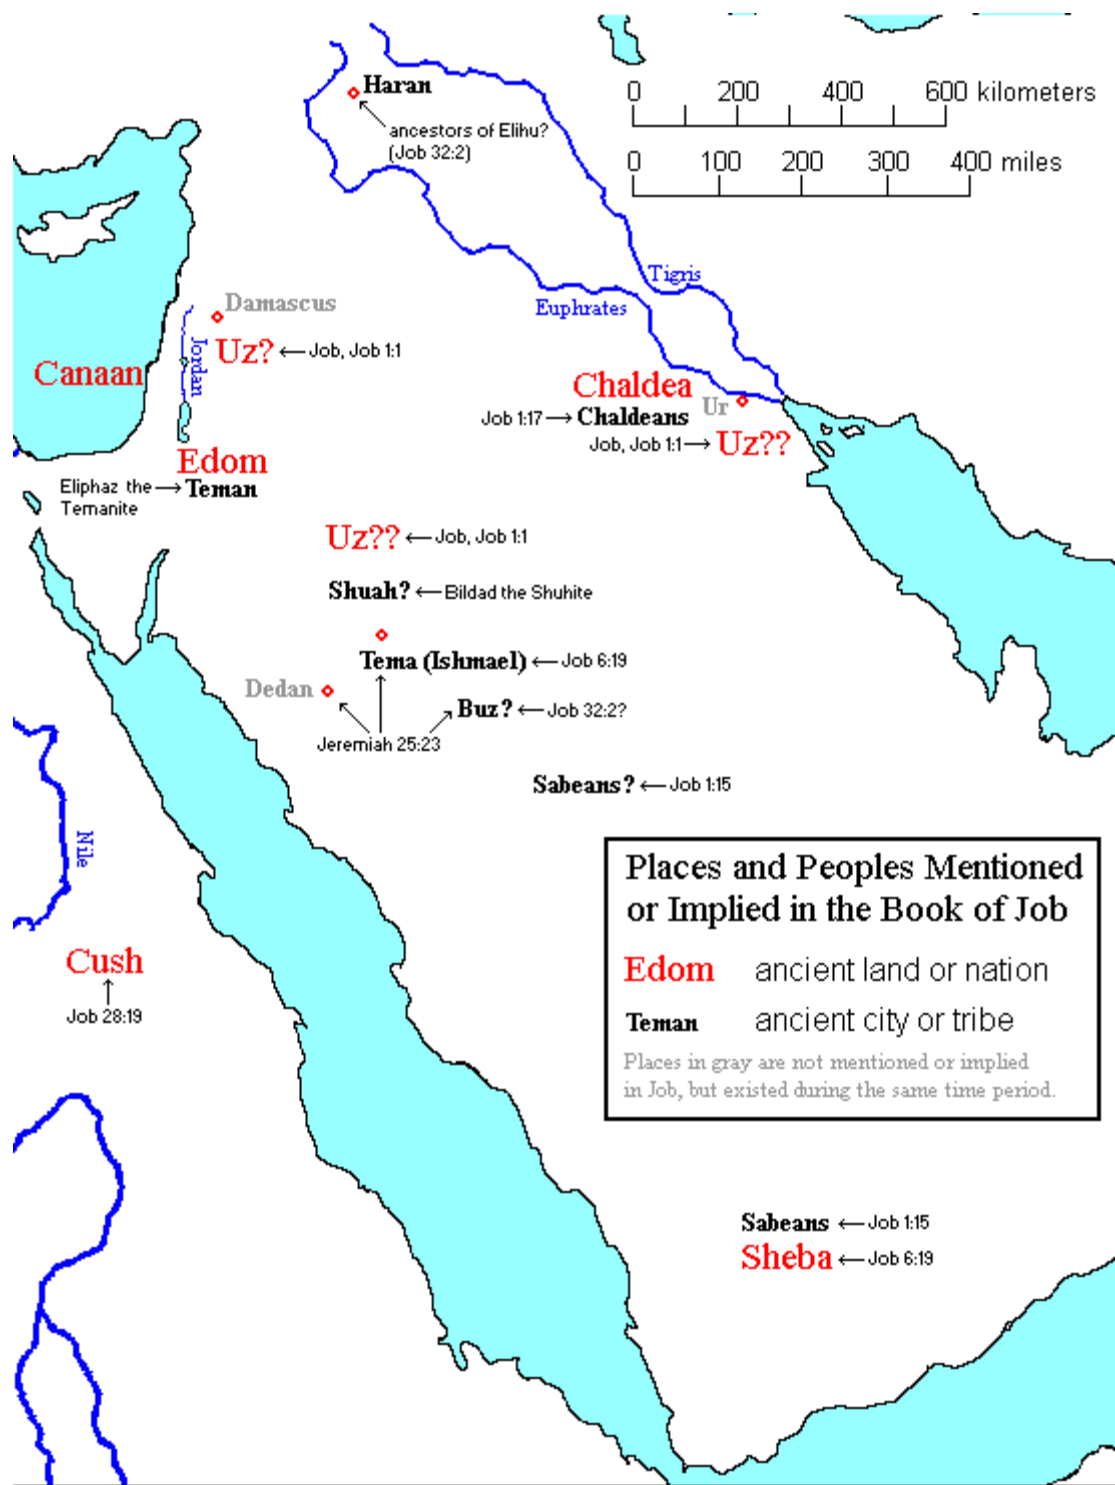 0 200 400 600 kilometers
0 100 200 300 400 miles
Haran
ancestors of Elihu?
(Job 32:2)
Tigris
Euphrates
Damascus
Uz? ← Job, Job 1:1
Jordan
Canaan
Chaldea
Ur
Job 1:17 → Chaldeans
Job, Job 1:1 → Uz??
Edom
Eliphaz the → Teman
Temanite
Uz?? ← Job, Job 1:1
Shuah? ← Bildad the Shuhite
Tema (Ishmael) ← Job 6:19
Dedan
Buz? ← Job 32:2?
Jeremiah 25:23
Sabeans? ← Job 1:15
Nile
Places and Peoples Mentioned
or Implied in the Book of Job
Edom ancient land or nation
Teman ancient city or tribe
Places in gray are not mentioned or implied
in Job, but existed during the same time period.
Cush
Job 28:19
Sabeans ← Job 1:15
Sheba ← Job 6:19